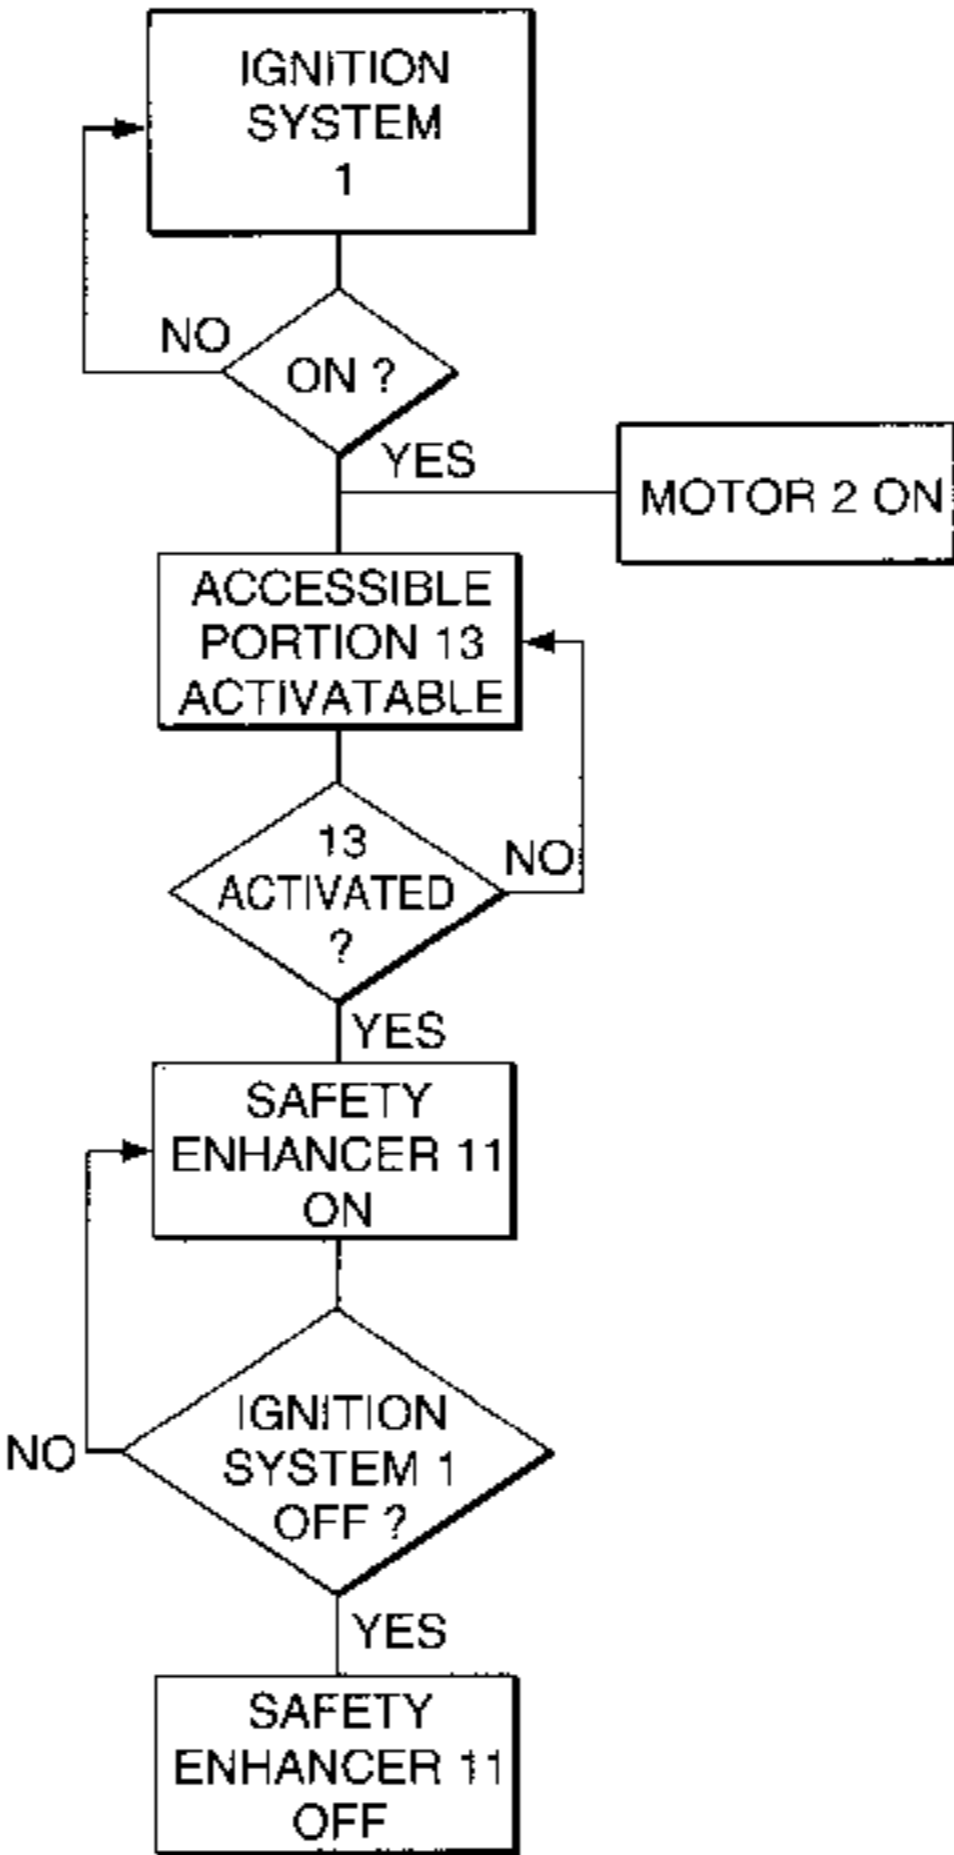 IGNITION
SYSTEM
1
NO
ON ?
YES
MOTOR 2 ON
ACCESSIBLE
PORTION 13
ACTIVATABLE
13
ACTIVATED
?
NO
YES
SAFETY
ENHANCER 11
ON
IGNITION
SYSTEM 1
OFF ?
NO
YES
SAFETY
ENHANCER 11
OFF